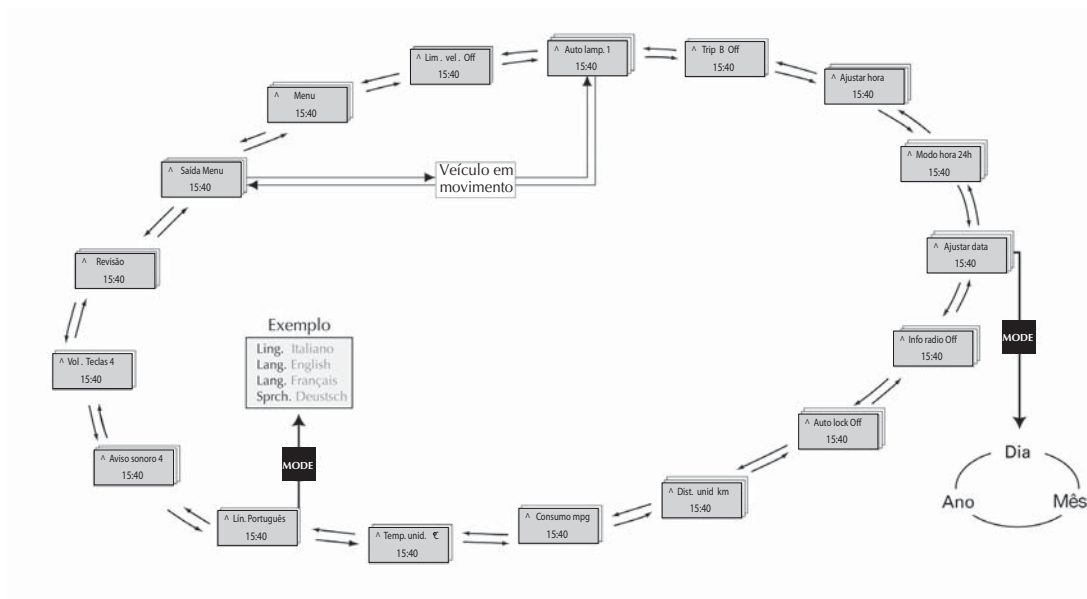 ^ Lim . vel . Off
15:40
^ Auto lamp. 1
15:40
^ Trip B Off
15:40
^ Ajustar hora
15:40
^ Menu
15:40
^ Modo hora 24h
15:40
^ Saída Menu
15:40
Veículo em
movimento
^ Ajustar data
15:40
^ Revisão
15:40
MODE
Dia
Ano
Mês
^ Info radio Off
15:40
Exemplo
Ling. Italiano
Lang. English
Lang. Français
Sprch. Deustsch
MODE
^ Vol . Teclas 4
15:40
^ Auto lock Off
15:40
^ Aviso sonoro 4
15:40
^ Dist. unid km
15:40
^ Lín. Português
15:40
^ Temp. unid. °C
15:40
^ Consumo mpg
15:40